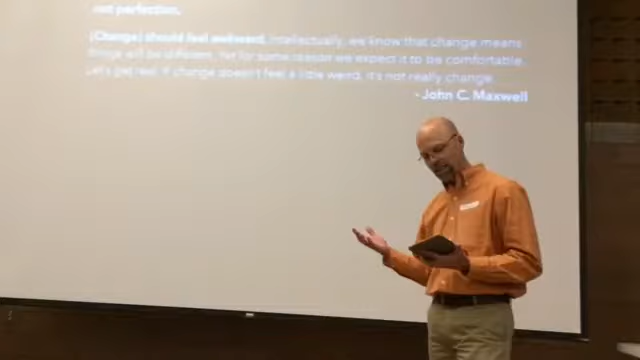 not perfection.
(Change) should feel awkward. Intellectually, we know that change means
things will be different. Yet for some reason we expect it to be comfortable.
Let's get real. If change doesn't feel a little weird, it's not really change.
- John C. Maxwell